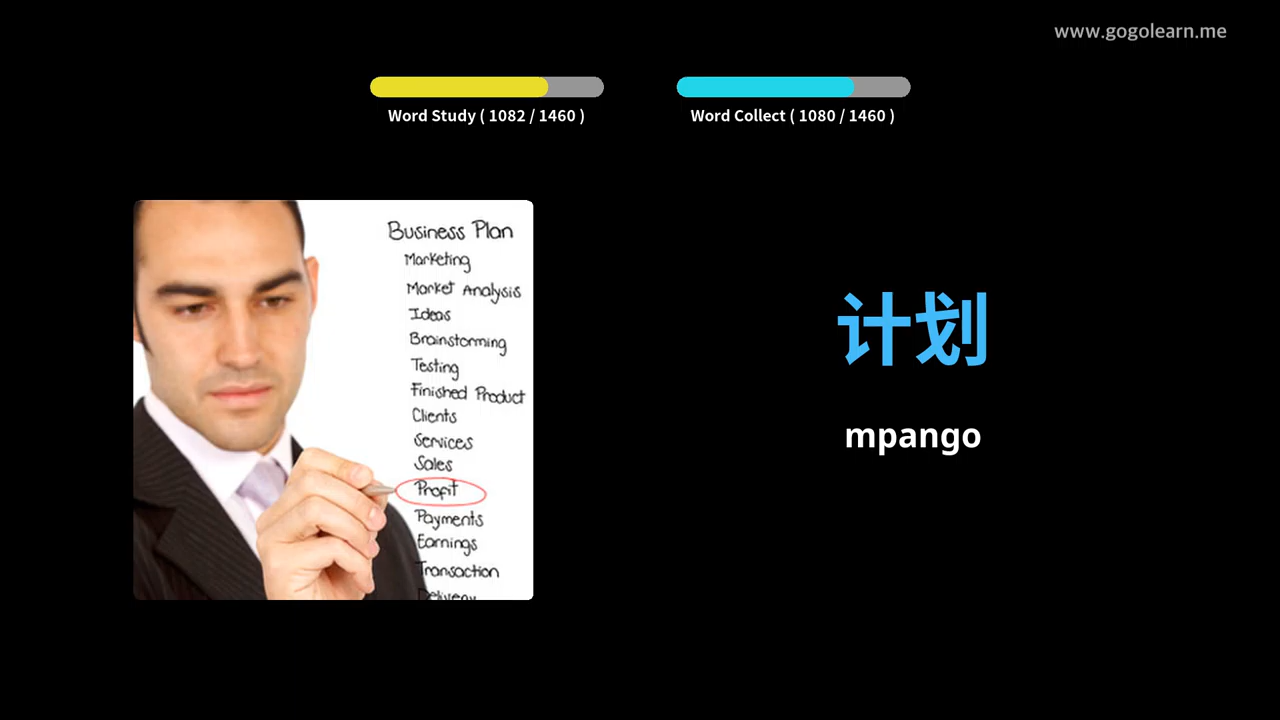 www.gogolearn.me
Word Study ( 1082 / 1460 )
Word Collect ( 1080 / 1460 )
Business Plan
Marketing
Market Analysis
Ideas
Brainstorming
Testing
Finished Product
Clients
Services
Sales
Profit
Payments
Earnings
Transaction
Delivery
计划
mpango